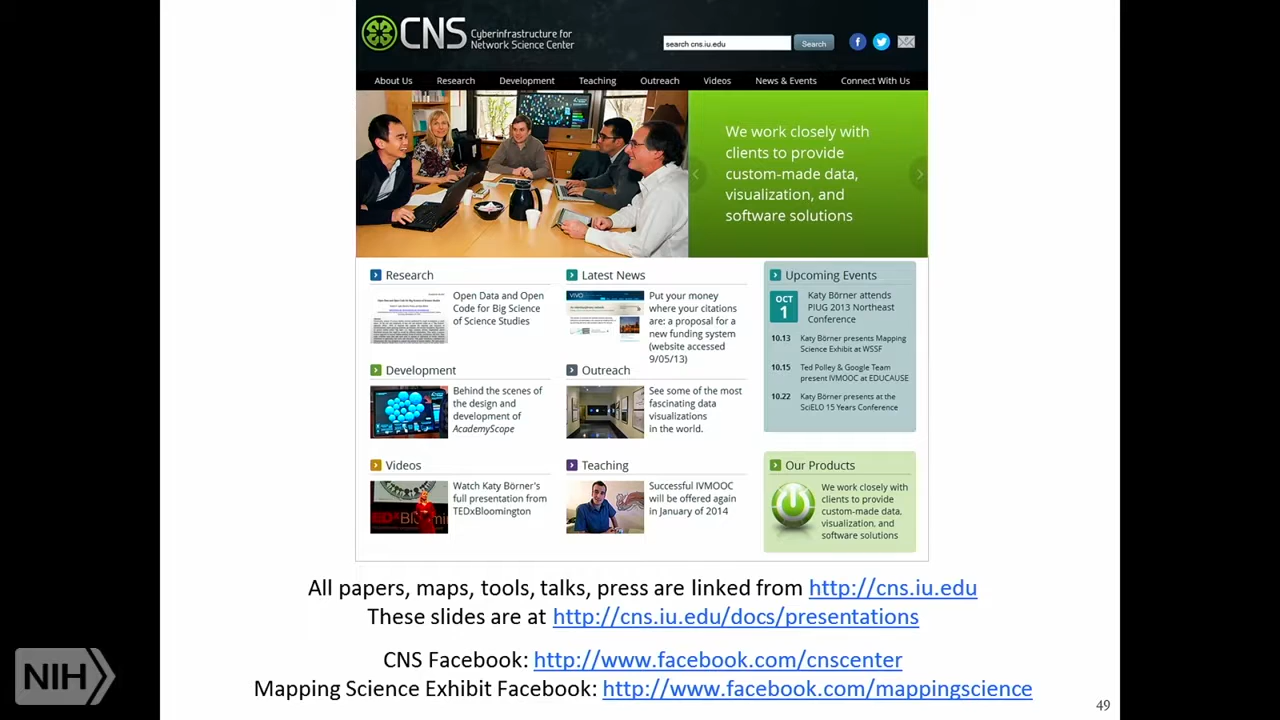 CNS Cyberinfrastructure for
Network Science Center
search cns.iu.edu
Search
About Us Research Development Teaching Outreach Videos News & Events Connect With Us
We work closely with
clients to provide
custom-made data,
visualization, and
software solutions
Research
Open Data and Open
Code for Big Science
of Science Studies
Latest News
VIVO
Put your money
where your citations
are: a proposal for a
new funding system
(website accessed
9/05/13)
Upcoming Events
OCT
1
Katy Börner attends
PIUG 2013 Northeast
Conference
10.13 Katy Börner presents Mapping
Science Exhibit at WSSF
10.15 Ted Polley & Google Team
present IVMOOC at EDUCAUSE
10.22 Katy Börner presents at the
SciELO 15 Years Conference
Development
Behind the scenes of
the design and
development of
AcademyScope
Outreach
See some of the most
fascinating data
visualizations
in the world.
Videos
Watch Katy Börner's
full presentation from
TEDxBloomington
Teaching
Successful IVMOOC
will be offered again
in January of 2014
Our Products
We work closely with
clients to provide
custom-made data,
visualization, and
software solutions
All papers, maps, tools, talks, press are linked from http://cns.iu.edu
These slides are at http://cns.iu.edu/docs/presentations
CNS Facebook: http://www.facebook.com/cnscenter
Mapping Science Exhibit Facebook: http://www.facebook.com/mappingscience
NIH
49